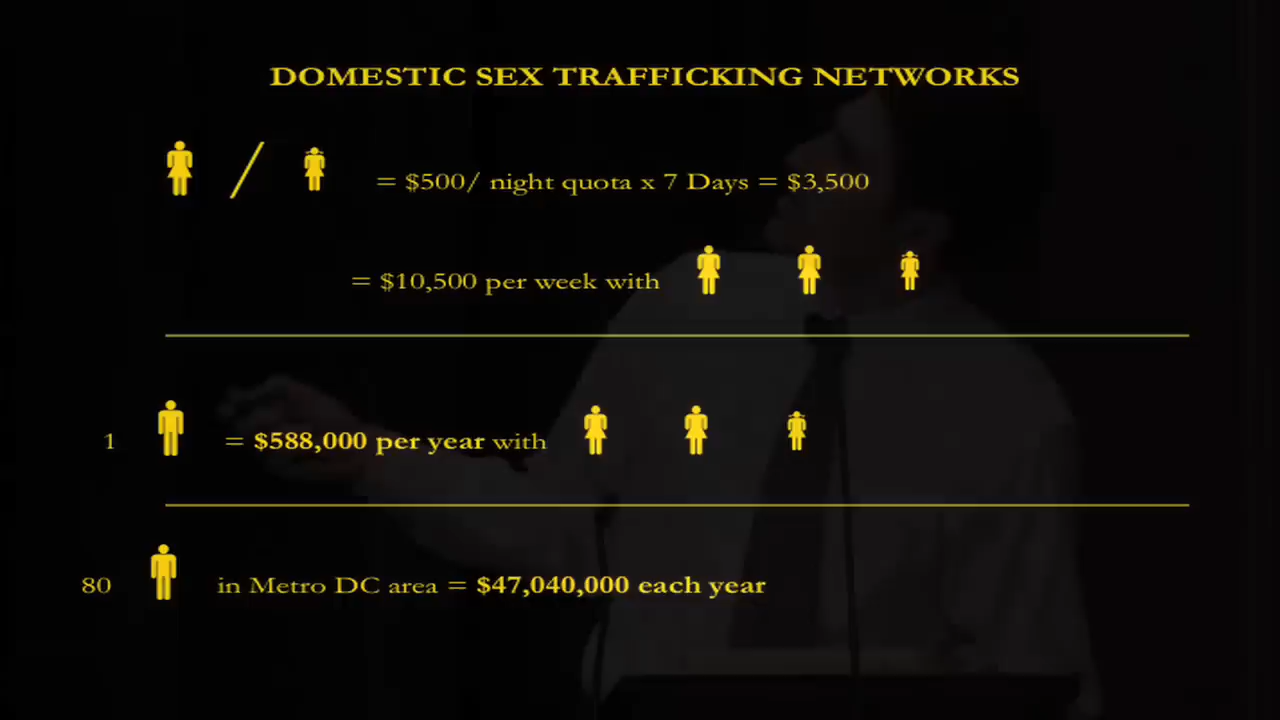 DOMESTIC SEX TRAFFICKING NETWORKS
/ = $500/ night quota x 7 Days = $3,500
= $10,500 per week with
1 = $588,000 per year with
80 in Metro DC area = $47,040,000 each year